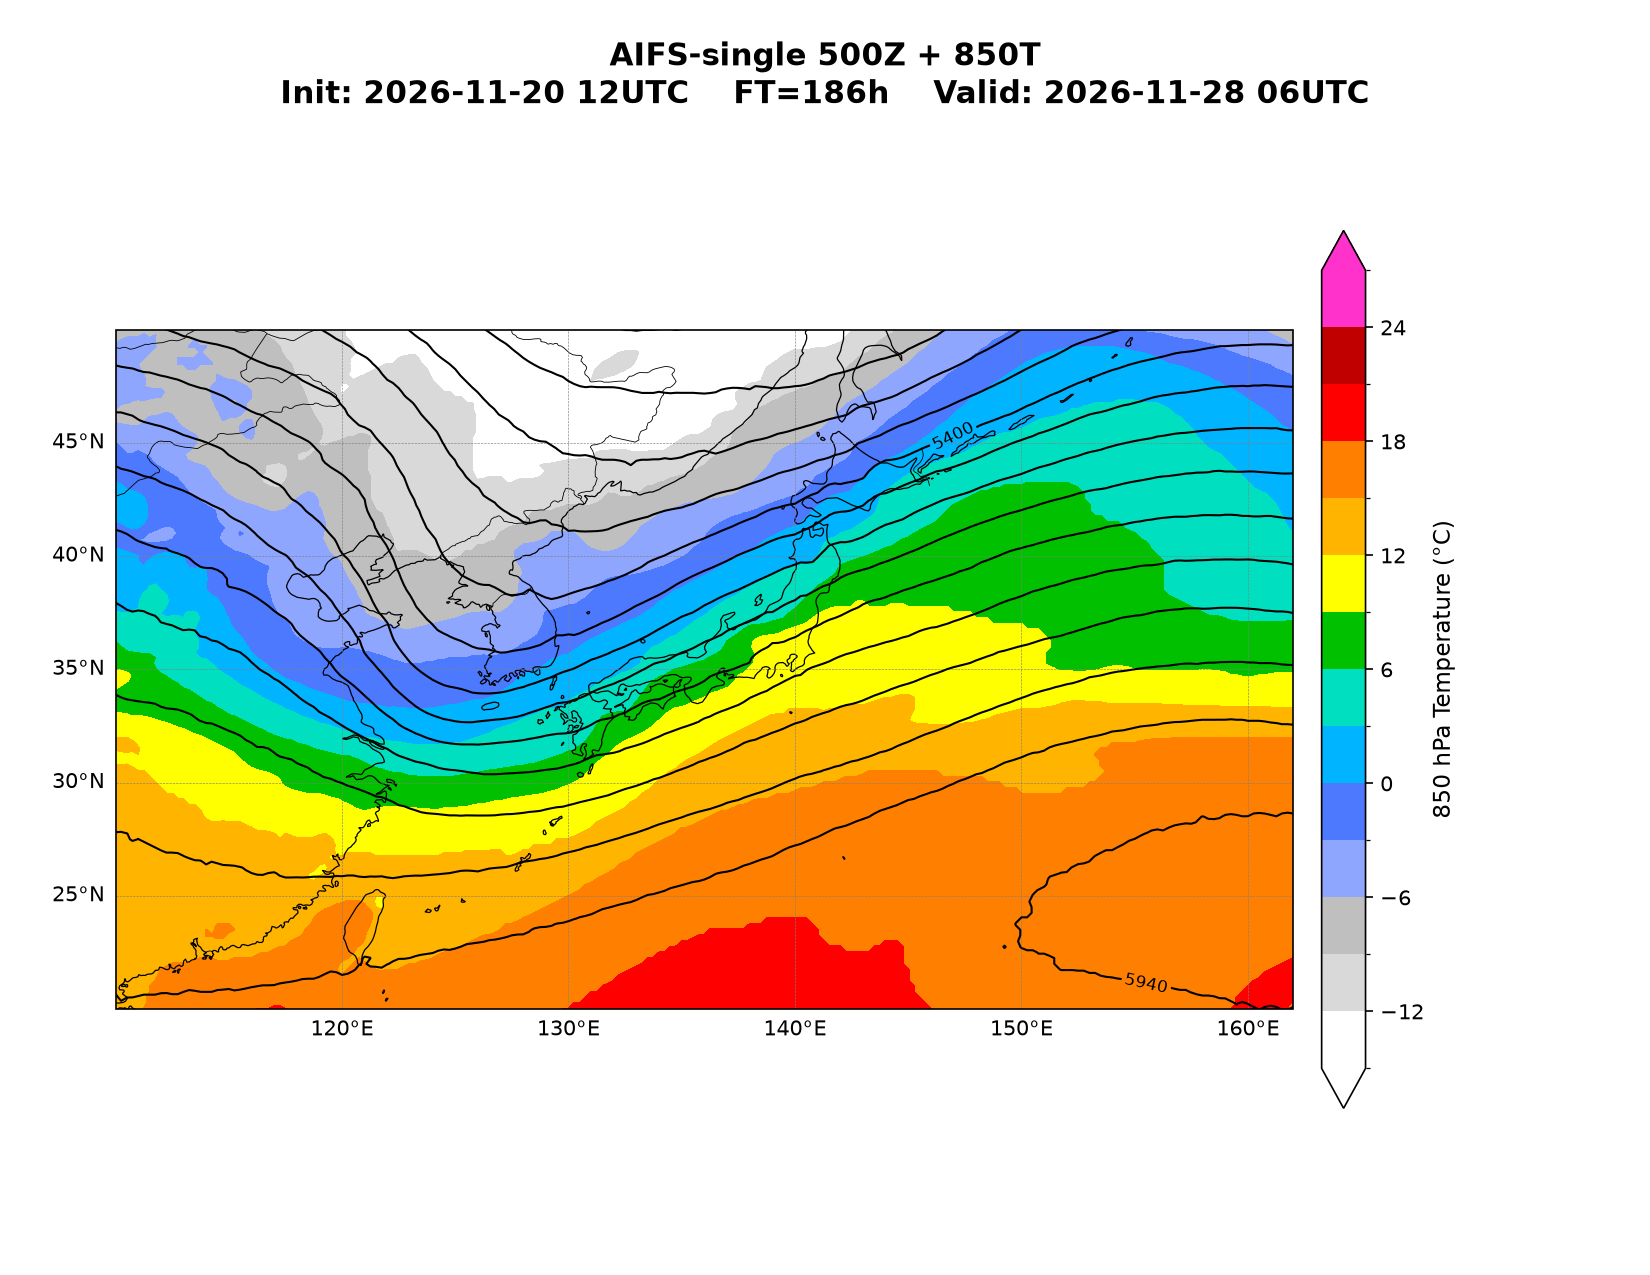 AIFS-single 500Z + 850T
Init: 2026-11-20 12UTC    FT=186h    Valid: 2026-11-28 06UTC
24
18
12
6
0
−6
−12
850 hPa Temperature (°C)
45°N
40°N
35°N
30°N
25°N
5400
5940
120°E
130°E
140°E
150°E
160°E